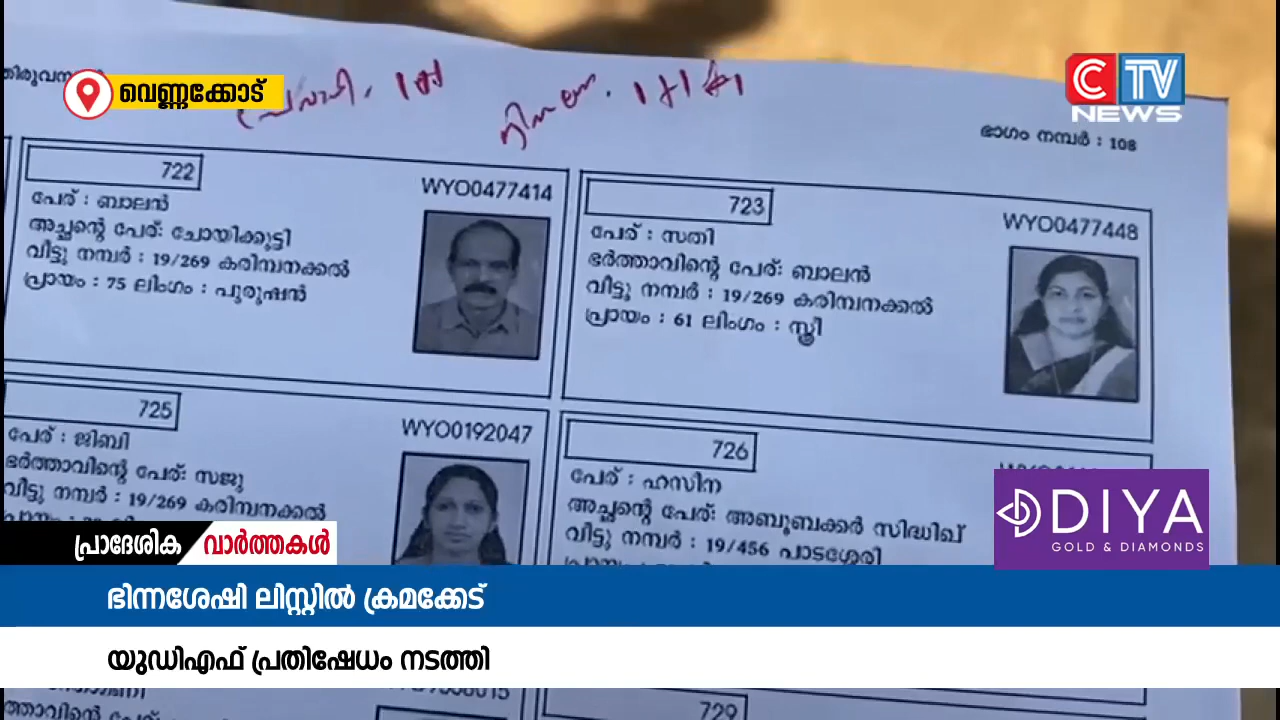 വെണ്ണക്കോട്
CTV
NEWS
ഭാഗം നമ്പർ : 108
722
WYO0477414
പേര് : ബാലൻ
അച്ഛന്റെ പേര്: ചോയിക്കുട്ടി
വീട്ടു നമ്പർ : 19/269 കരിമ്പനക്കൽ
പ്രായം : 75 ലിംഗം : പുരുഷൻ
723
WYO0477448
പേര് : സതി
ഭർത്താവിന്റെ പേര്: ബാലൻ
വീട്ടു നമ്പർ : 19/269 കരിമ്പനക്കൽ
പ്രായം : 61 ലിംഗം : സ്ത്രീ
725
WYO0192047
പേര് : ജിബി
ഭർത്താവിന്റെ പേര്: സജു
വീട്ടു നമ്പർ : 19/269 കരിമ്പനക്കൽ
726
പേര് : ഹസീന
അച്ഛന്റെ പേര്: അബൂബക്കർ സിദ്ധിഖ്
വീട്ടു നമ്പർ : 19/456 പാടശ്ശേരി
DIYA
GOLD & DIAMONDS
പ്രാദേശിക വാർത്തകൾ
ഭിന്നശേഷി ലിസ്റ്റിൽ ക്രമക്കേട്
യുഡിഎഫ് പ്രതിഷേധം നടത്തി
729